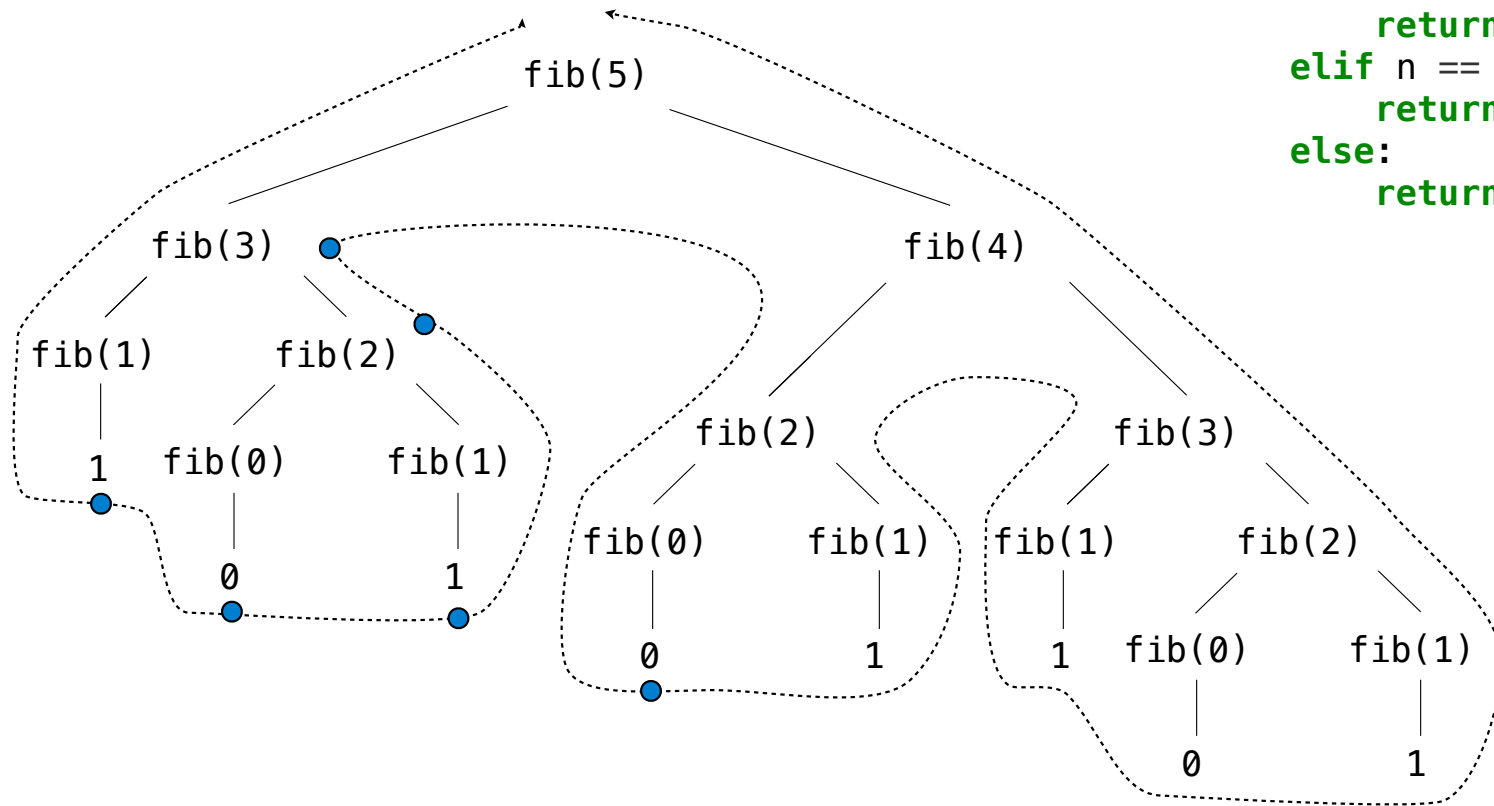 return
elif n ==
return
else:
return
fib(5)
fib(3) fib(4)
fib(1) fib(2)
fib(2) fib(3)
1 fib(0) fib(1)
fib(0) fib(1) fib(1) fib(2)
0 1
0 1 1 fib(0) fib(1)
0 1